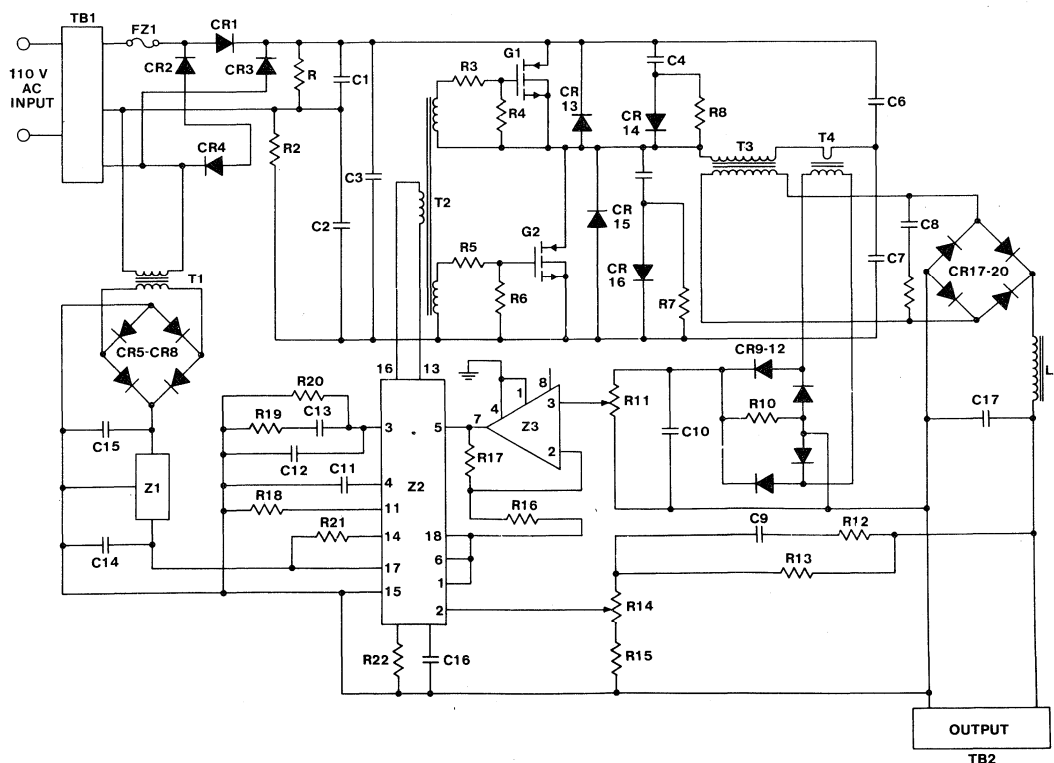 TB1
FZ1
CR1
110 V
AC
INPUT
CR2
CR3
R
C1
CR4
R2
C3
C2
R3
G1
R4
CR
13
C4
CR
14
R8
C6
T3
T4
T2
G2
R5
R6
CR
15
CR
16
R7
C8
C7
CR17-20
T1
CR5-CR8
L
CR9-12
R10
C10
R11
C17
R20
R19
C13
C12
C11
R18
R21
C15
Z1
C14
16
13
3
4
11
14
17
15
Z2
5
18
6
1
2
7
4
1
8
3
2
Z3
R17
R16
C9
R12
R13
R14
R15
R22
C16
OUTPUT
TB2